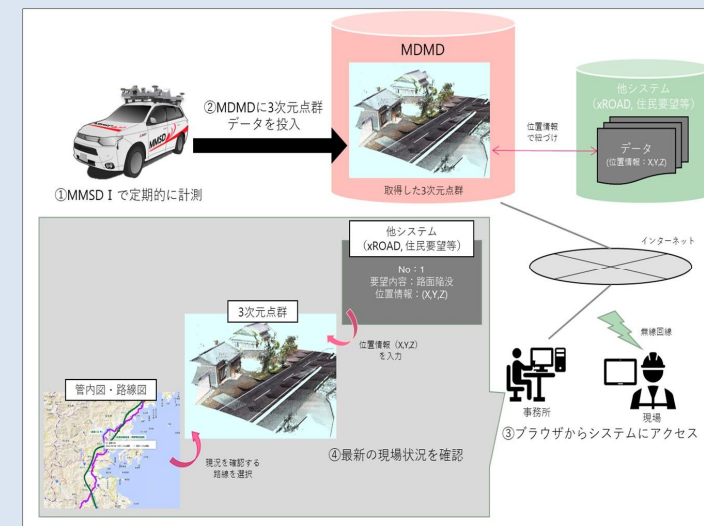 MDMD
②MDMDに3次元点群
データを投入
MMSD
①MMSDⅠで定期的に計測
取得した3次元点群
位置情報
で紐づけ
他システム
（xROAD, 住民要望等）
データ
(位置情報：X,Y,Z)
インターネット
無線回線
事務所
現場
③ブラウザからシステムにアクセス
他システム
（xROAD, 住民要望等）
No：1
要望内容：路面陥没
位置情報：(X,Y,Z)
位置情報（X,Y,Z）
を入力
3次元点群
管内図・路線図
現況を確認する
路線を選択
④最新の現場状況を確認